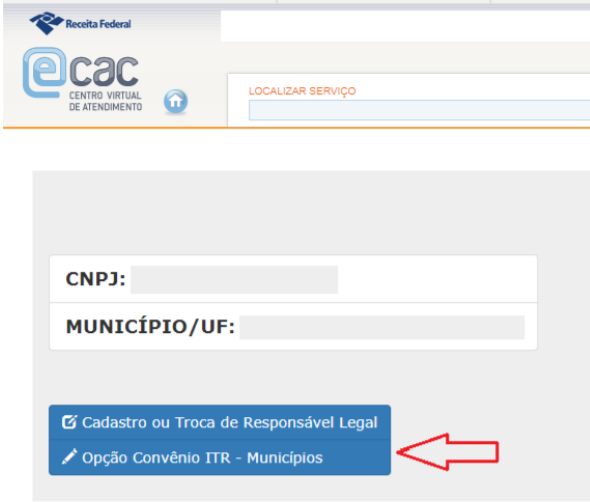 Receita Federal
e cac
CENTRO VIRTUAL
DE ATENDIMENTO
LOCALIZAR SERVIÇO
CNPJ:
MUNICÍPIO/UF:
Cadastro ou Troca de Responsável Legal
Opção Convênio ITR - Municípios